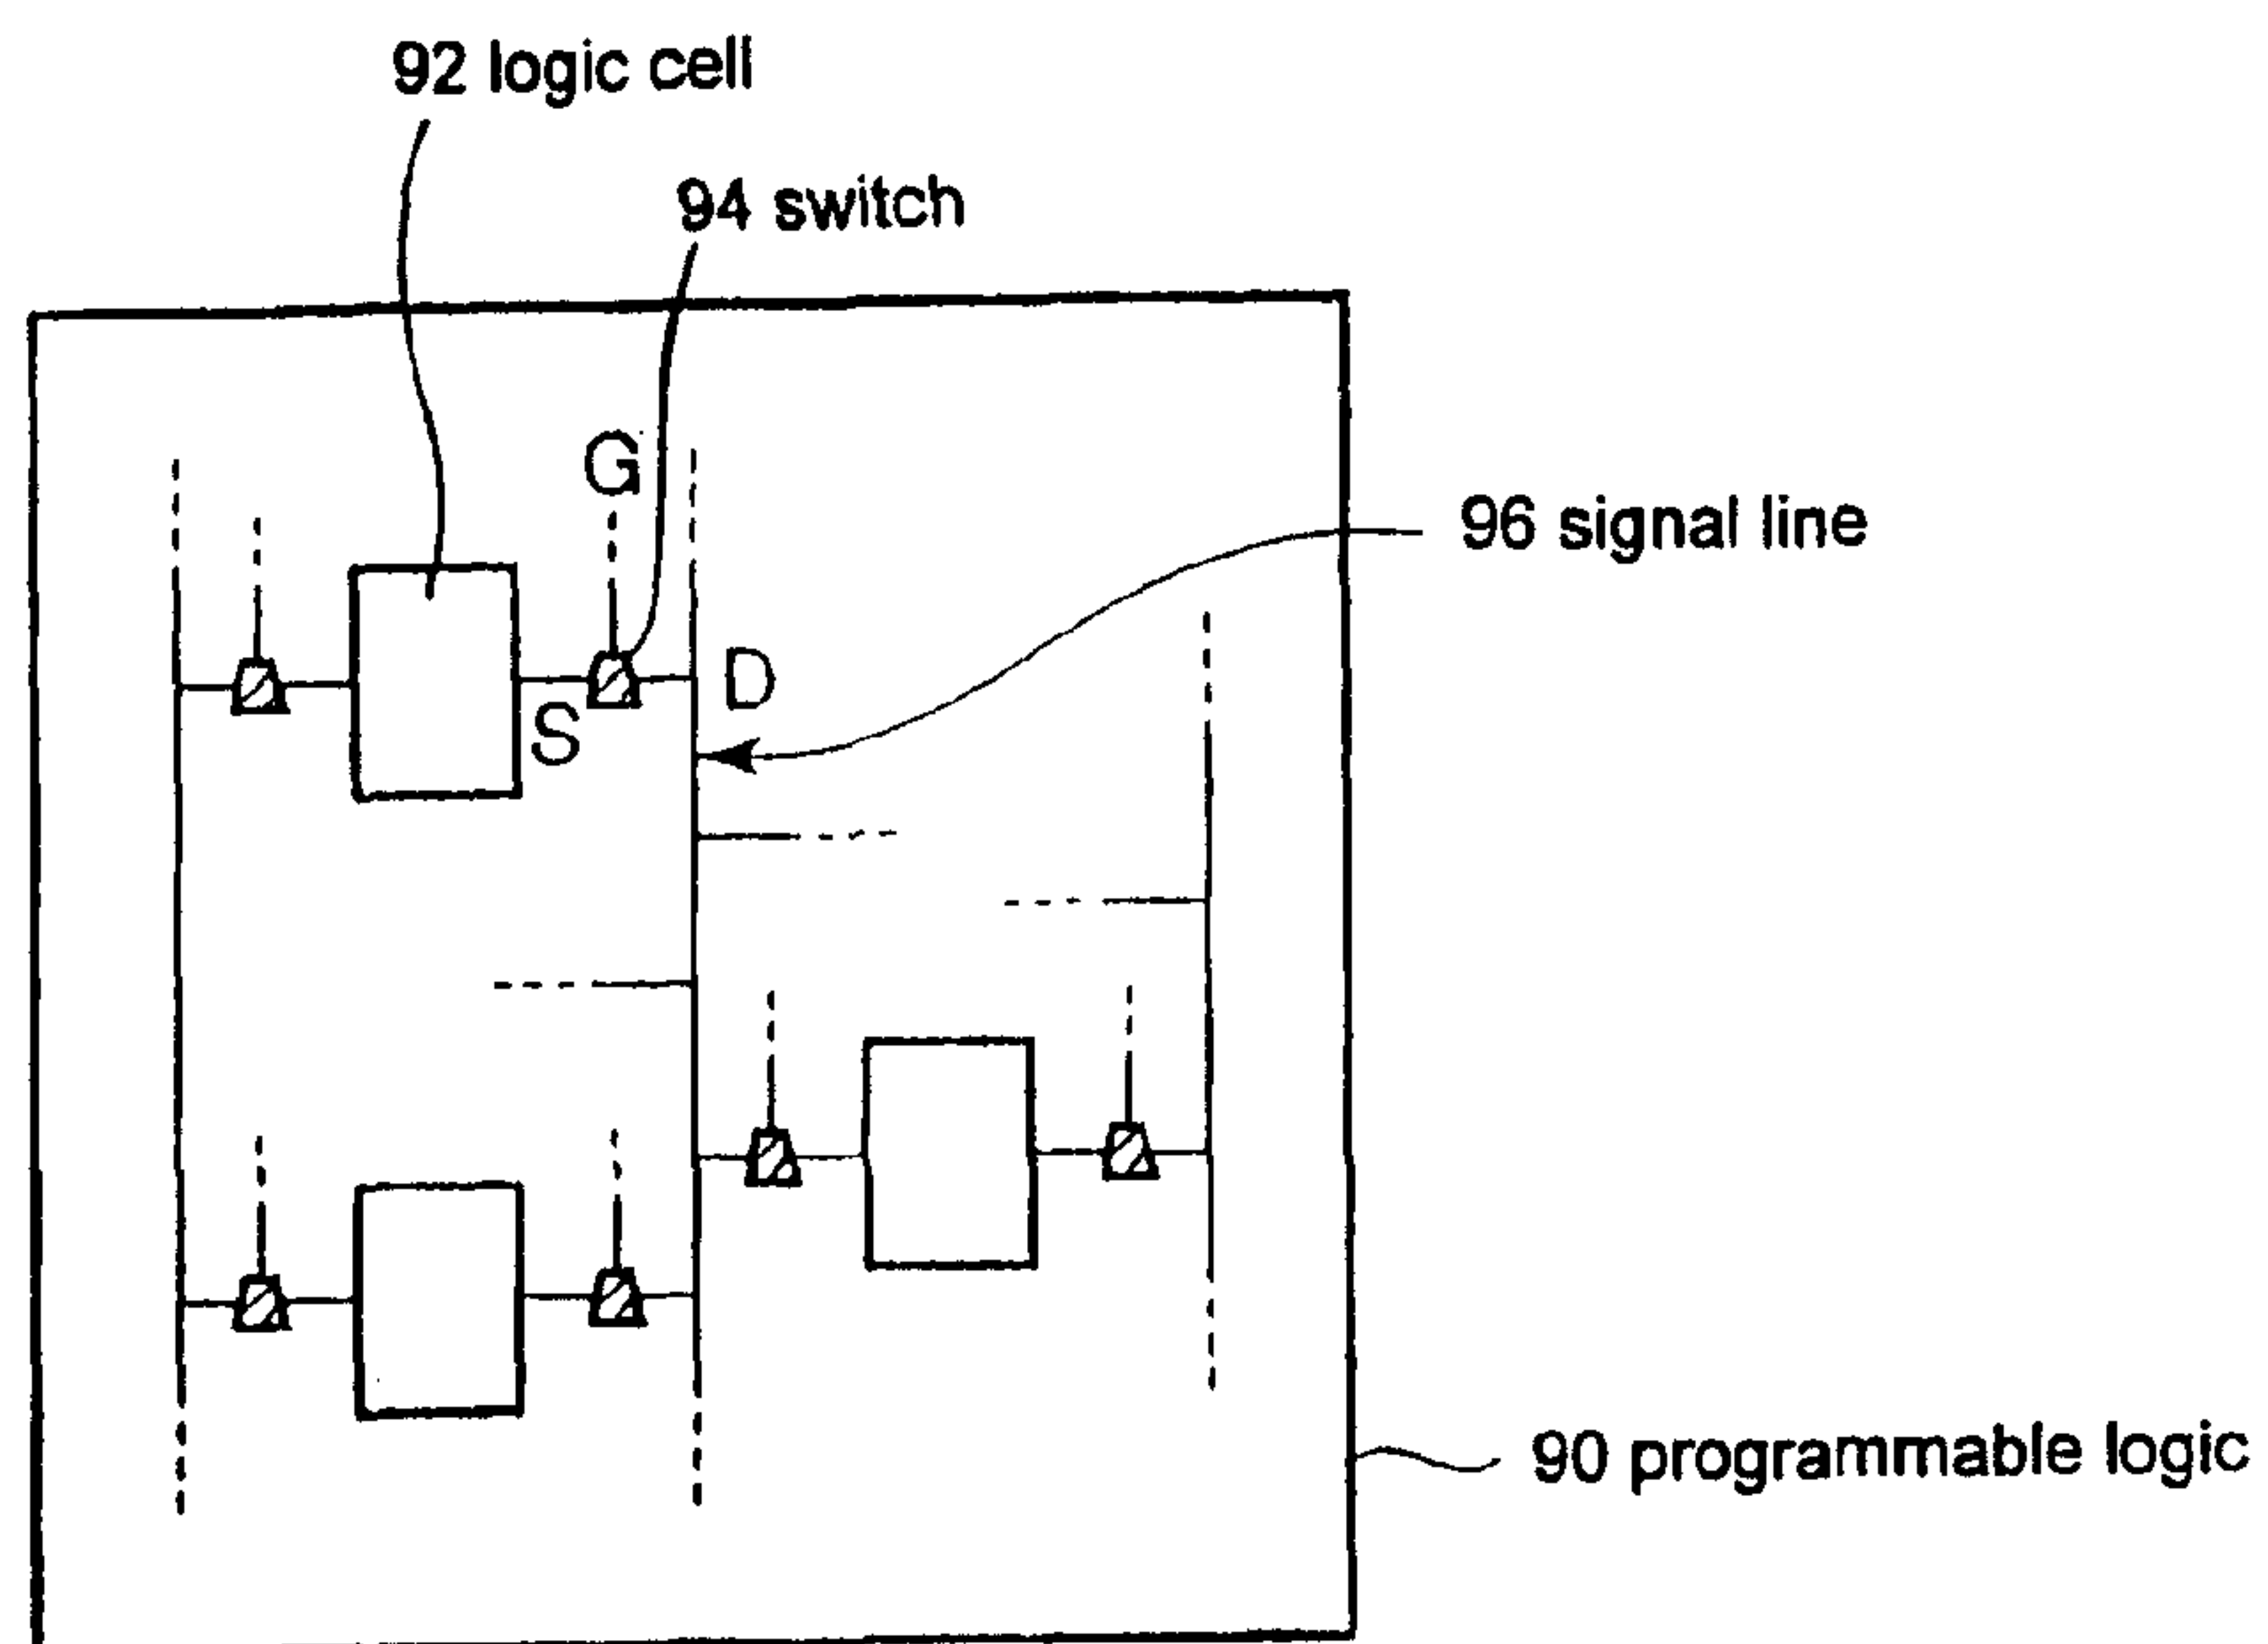 92 logic cell
94 switch
G
96 signal line
D
S
90 programmable logic